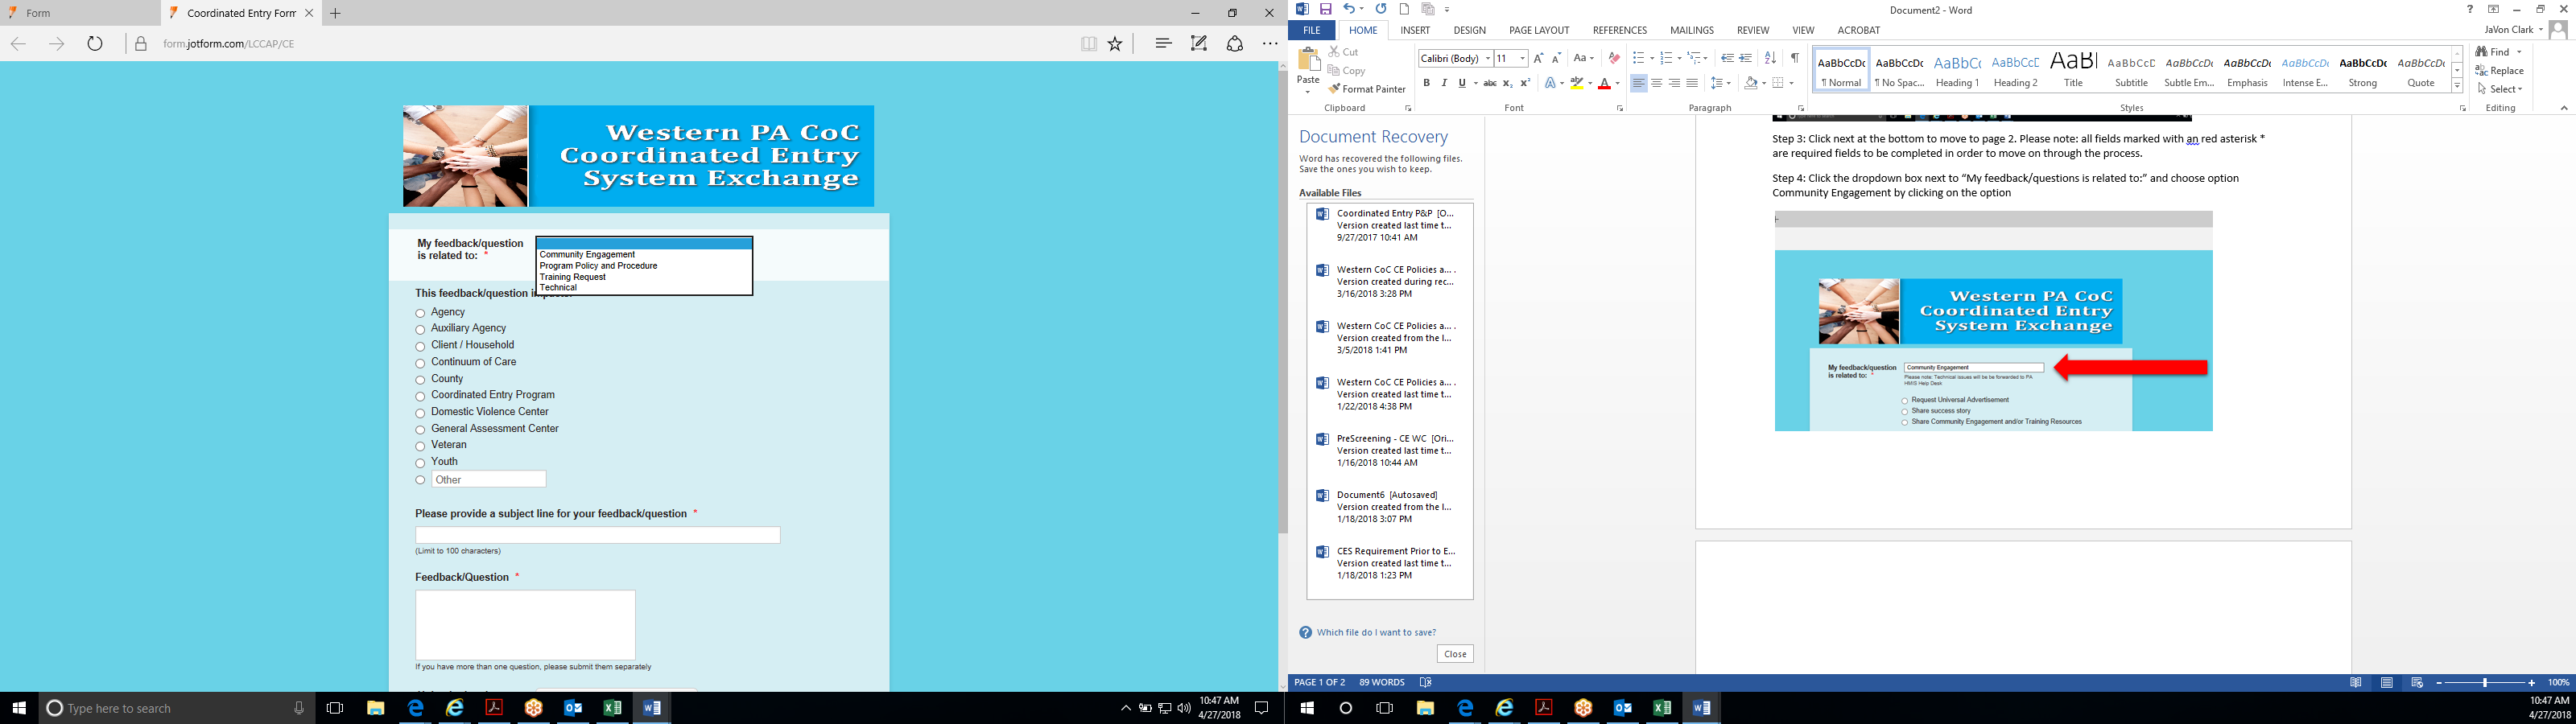 Form
Coordinated Entry Form
form.jotform.com/LCCAP/CE
Western PA CoC
Coordinated Entry
System Exchange
My feedback/question
is related to: *
Community Engagement
Program Policy and Procedure
Training Request
Technical
This feedback/question
Agency
Auxiliary Agency
Client / Household
Continuum of Care
County
Coordinated Entry Program
Domestic Violence Center
General Assessment Center
Veteran
Youth
Other
Please provide a subject line for your feedback/question *
(Limit to 100 characters)
Feedback/Question *
If you have more than one question, please submit them separately
Type here to search
10:47 AM
4/27/2018
Document2 - Word
FILE HOME INSERT DESIGN PAGE LAYOUT REFERENCES MAILINGS REVIEW VIEW ACROBAT
JaVon Clark
Paste
Cut
Copy
Format Painter
Clipboard
Calibri (Body) 11
Font
Paragraph
AaBbCcDc AaBbCcDc AaBbCc AaBbCcD AaBb AaBbCcD AaBbCcDc AaBbCcDc AaBbCcDc AaBbCcDc AaBbCcDc
¶ Normal ¶ No Spac... Heading 1 Heading 2 Title Subtitle Subtle Em... Emphasis Intense E... Strong Quote
Styles
Find
Replace
Select
Editing
Document Recovery
Word has recovered the following files.
Save the ones you wish to keep.
Available Files
Coordinated Entry P&P [O...
Version created last time t...
9/27/2017 10:41 AM
Western CoC CE Policies a... .
Version created during rec...
3/16/2018 3:28 PM
Western CoC CE Policies a... .
Version created from the l...
3/5/2018 1:41 PM
Western CoC CE Policies a... .
Version created last time t...
1/22/2018 4:38 PM
PreScreening - CE WC [Ori...
Version created last time t...
1/16/2018 10:44 AM
Document6 [Autosaved]
Version created from the l...
1/18/2018 3:07 PM
CES Requirement Prior to E...
Version created last time t...
1/18/2018 1:23 PM
Which file do I want to save?
Close
Step 3: Click next at the bottom to move to page 2. Please note: all fields marked with an red asterisk *
are required fields to be completed in order to move on through the process.
Step 4: Click the dropdown box next to “My feedback/questions is related to:” and choose option
Community Engagement by clicking on the option
Western PA CoC
Coordinated Entry
System Exchange
My feedback/question
is related to: *
Community Engagement
Please note: Technical issues will be be forwarded to PA
HMIS Help Desk
Request Universal Advertisement
Share success story
Share Community Engagement and/or Training Resources
PAGE 1 OF 2 89 WORDS
100%
10:47 AM
4/27/2018